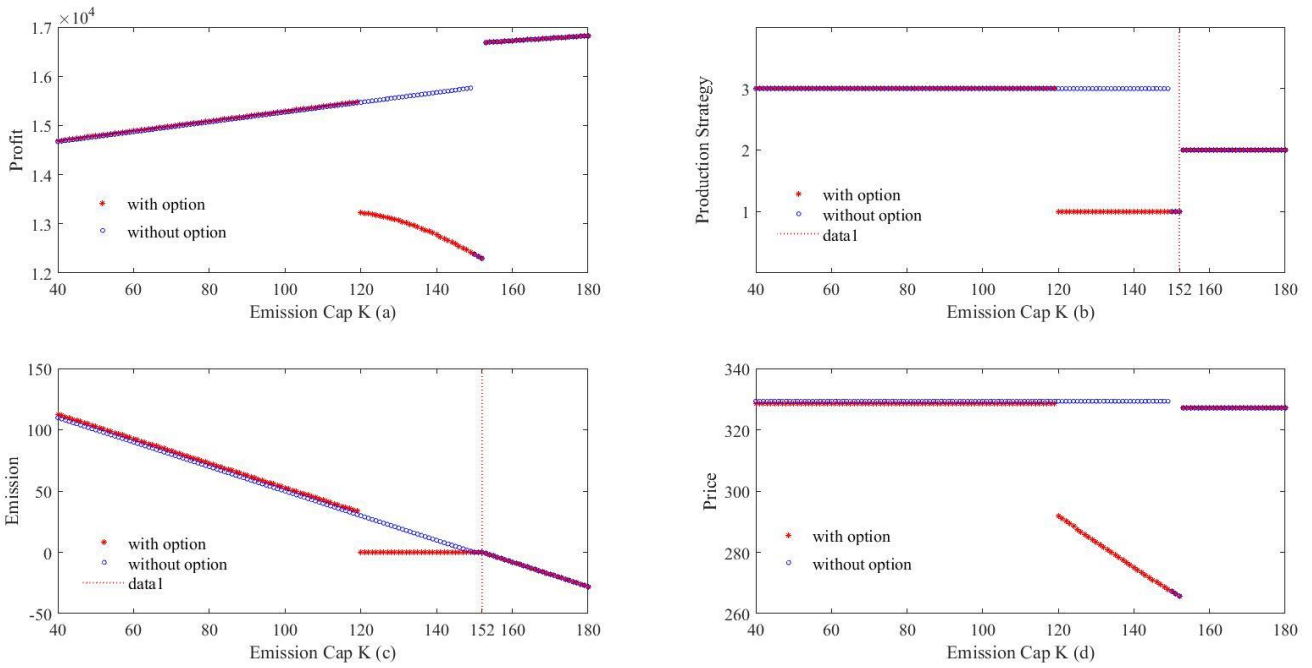 ×10⁴
1.7
1.6
1.5
1.4
1.3
1.2
Profit
with option
without option
40 60 80 100 120 140 160 180
Emission Cap K (a)
3
2
1
Production Strategy
with option
without option
data1
40 60 80 100 120 140 152 160 180
Emission Cap K (b)
150
100
50
0
-50
Emission
with option
without option
data1
40 60 80 100 120 140 152 160 180
Emission Cap K (c)
340
320
300
280
260
Price
with option
without option
40 60 80 100 120 140 160 180
Emission Cap K (d)